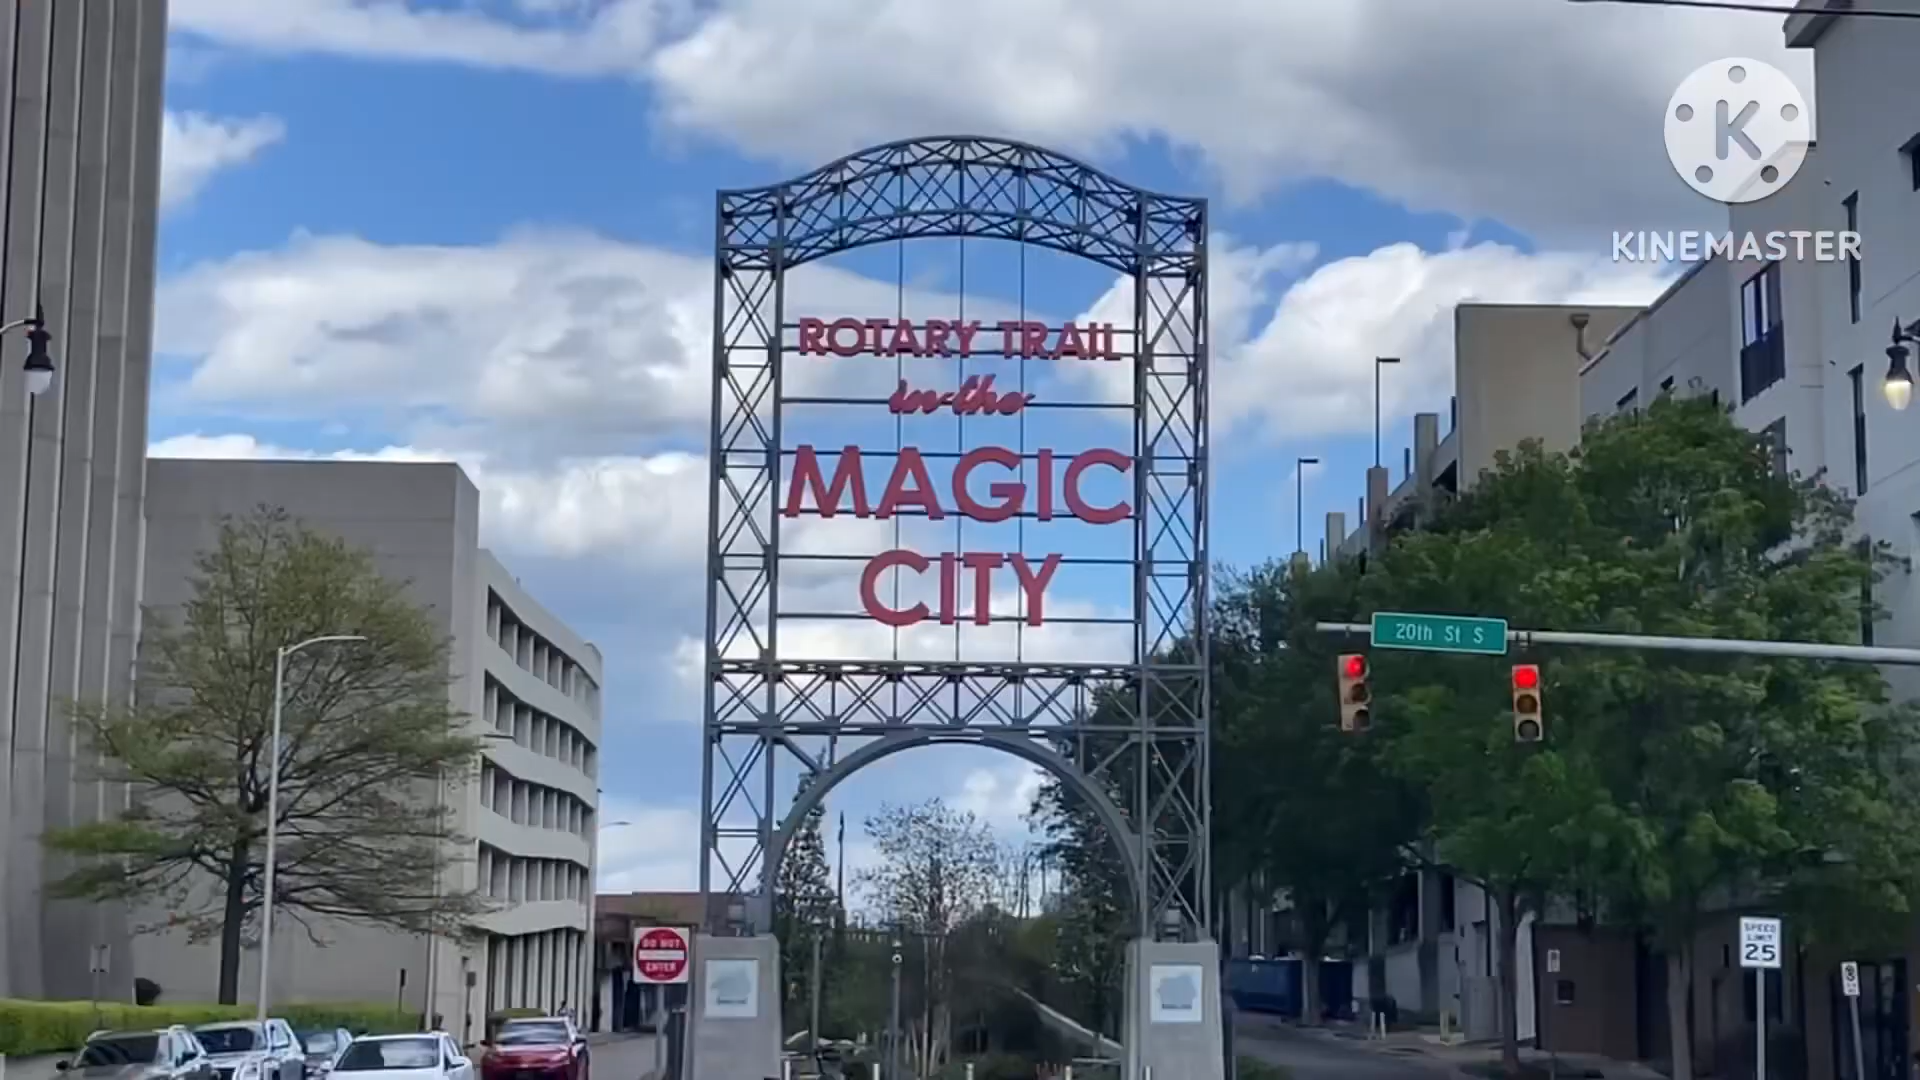 K
KINEMASTER
ROTARY TRAIL
in the
MAGIC
CITY
20th St S
DO NOT
ENTER
SPEED
LIMIT
25